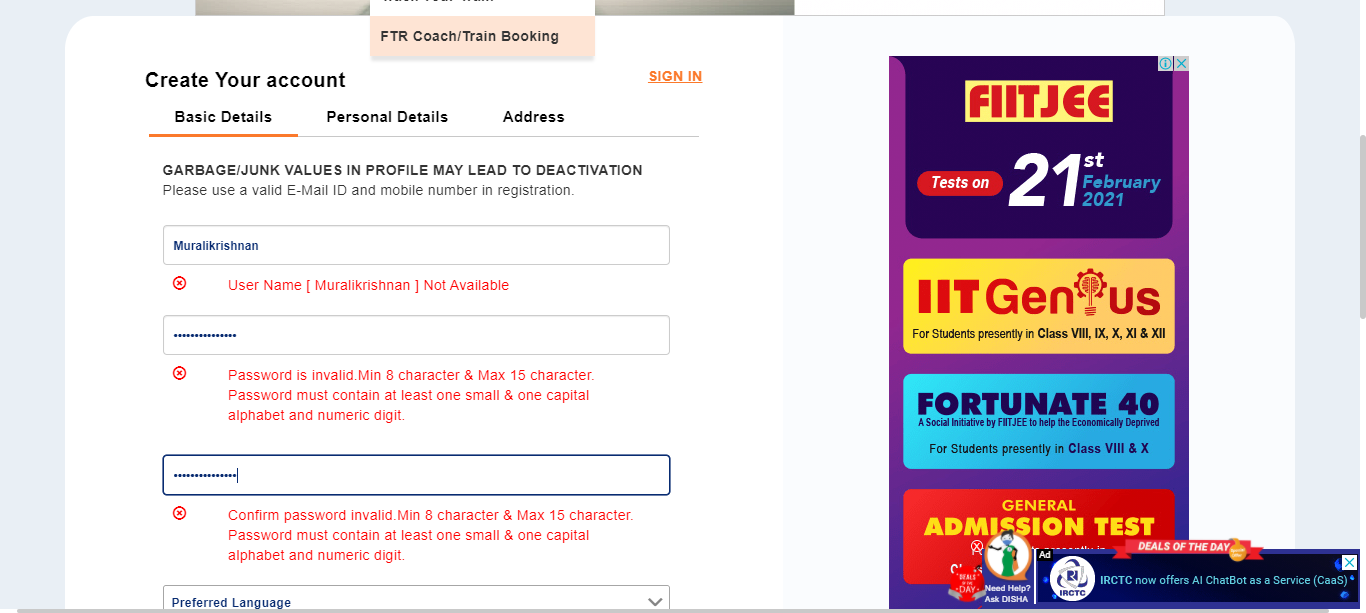 FTR Coach/Train Booking
Create Your account
SIGN IN
Basic Details
Personal Details
Address
GARBAGE/JUNK VALUES IN PROFILE MAY LEAD TO DEACTIVATION
Please use a valid E-Mail ID and mobile number in registration.
Muralikrishnan
User Name [ Muralikrishnan ] Not Available
Password is invalid.Min 8 character & Max 15 character.
Password must contain at least one small & one capital
alphabet and numeric digit.
Confirm password invalid.Min 8 character & Max 15 character.
Password must contain at least one small & one capital
alphabet and numeric digit.
Preferred Language
FIITJEE
Tests on 21st February 2021
IIT Genius
For Students presently in Class VIII, IX, X, XI & XII
FORTUNATE 40
A Social Initiative by FIITJEE to help the Economically Deprived
For Students presently in Class VIII & X
GENERAL
ADMISSION TEST
DEALS OF THE DAY
DEALS OF THE DAY
Need Help?
Ask DISHA
Ad
IRCTC
IRCTC now offers AI ChatBot as a Service (CaaS)